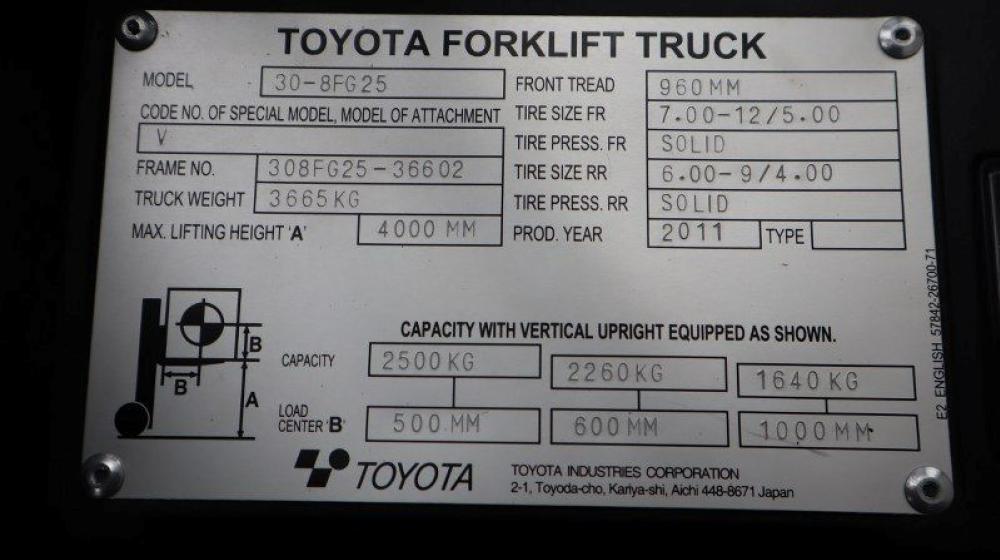 TOYOTA FORKLIFT TRUCK
MODEL 30-8FG25
CODE NO. OF SPECIAL MODEL, MODEL OF ATTACHMENT
V
FRAME NO. 308FG25-36602
TRUCK WEIGHT 3665KG
MAX. LIFTING HEIGHT 'A' 4000 MM
FRONT TREAD 960MM
TIRE SIZE FR 7.00-12/5.00
TIRE PRESS. FR SOLID
TIRE SIZE RR 6.00-9/4.00
TIRE PRESS. RR SOLID
PROD. YEAR 2011 TYPE
B
B
A
CAPACITY WITH VERTICAL UPRIGHT EQUIPPED AS SHOWN.
CAPACITY 2500KG 2260KG 1640KG
LOAD
CENTER 'B' 500 MM 600 MM 1000 MM
TOYOTA
TOYOTA INDUSTRIES CORPORATION
2-1, Toyoda-cho, Kariya-shi, Aichi 448-8671 Japan
E2 ENGLISH 57842-26700-71